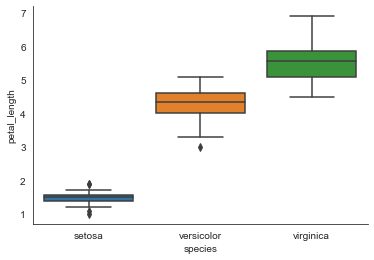 7
6
5
4
3
2
1
petal_length
setosa
versicolor
virginica
species